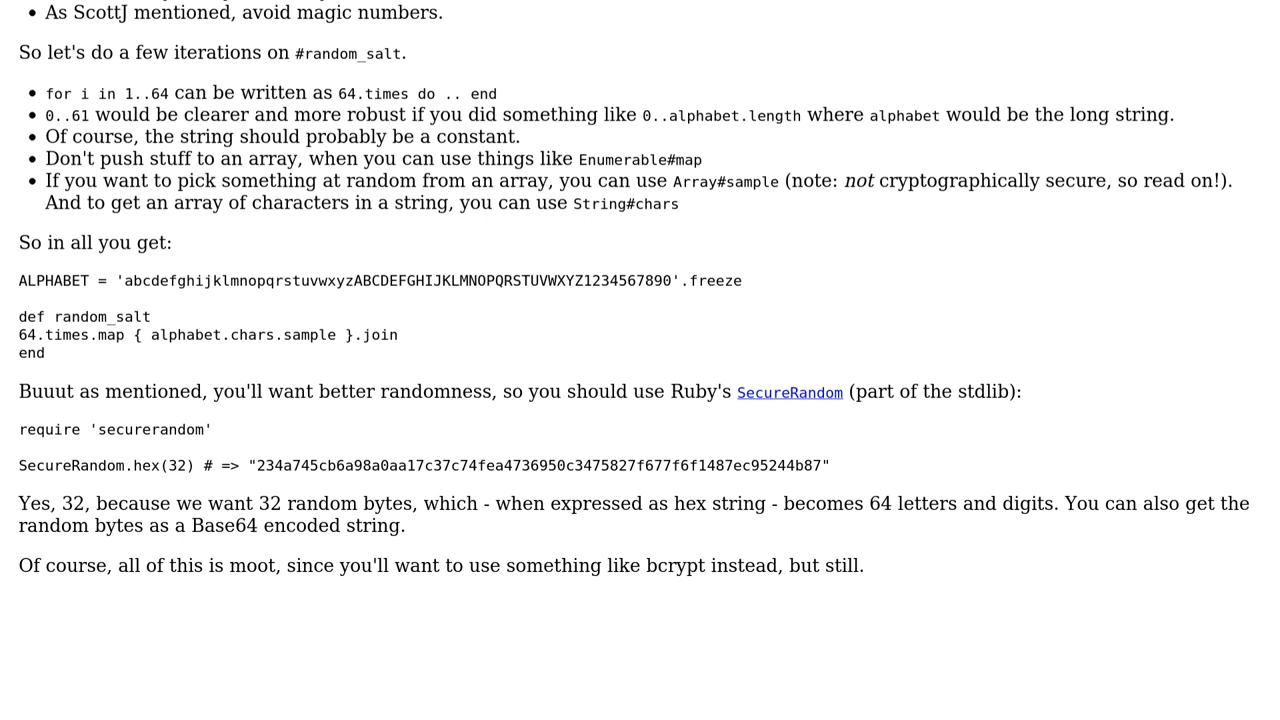 As ScottJ mentioned, avoid magic numbers.
So let's do a few iterations on #random_salt.
for i in 1..64 can be written as 64.times do .. end
0..61 would be clearer and more robust if you did something like 0..alphabet.length where alphabet would be the long string.
Of course, the string should probably be a constant.
Don't push stuff to an array, when you can use things like Enumerable#map
If you want to pick something at random from an array, you can use Array#sample (note: not cryptographically secure, so read on!).
And to get an array of characters in a string, you can use String#chars
So in all you get:
ALPHABET = 'abcdefghijklmnopqrstuvwxyzABCDEFGHIJKLMNOPQRSTUVWXYZ1234567890'.freeze
def random_salt
64.times.map { alphabet.chars.sample }.join
end
Buuut as mentioned, you'll want better randomness, so you should use Ruby's SecureRandom (part of the stdlib):
require 'securerandom'
SecureRandom.hex(32) # => "234a745cb6a98a0aa17c37c74fea4736950c3475827f677f6f1487ec95244b87"
Yes, 32, because we want 32 random bytes, which - when expressed as hex string - becomes 64 letters and digits. You can also get the
random bytes as a Base64 encoded string.
Of course, all of this is moot, since you'll want to use something like bcrypt instead, but still.